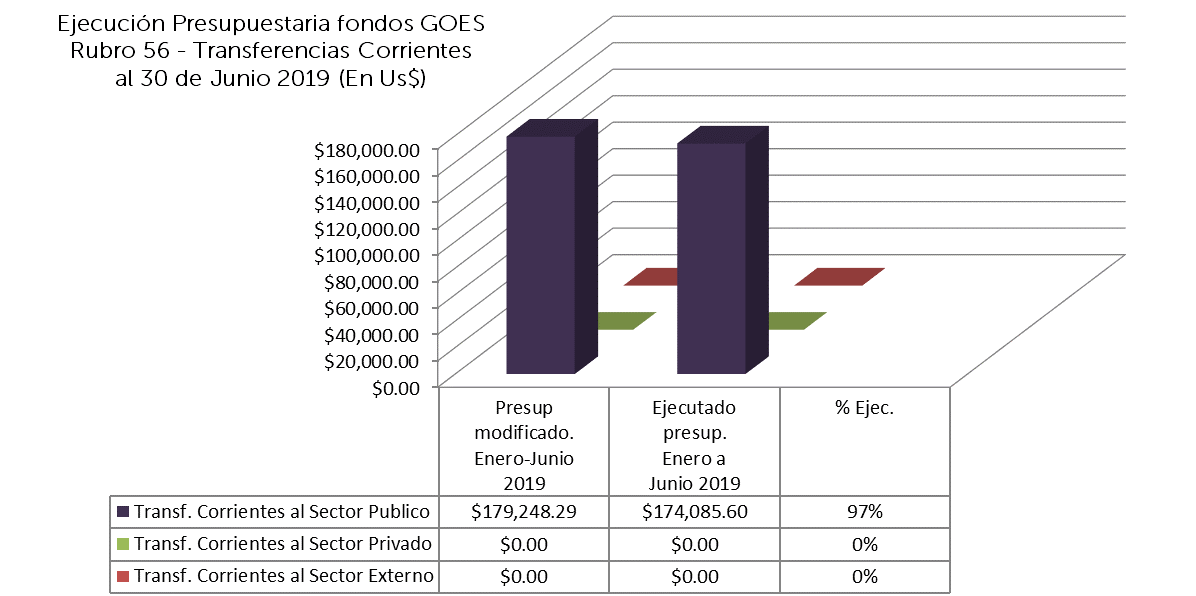 Ejecución Presupuestaria fondos GOES
Rubro 56 - Transferencias Corrientes
al 30 de Junio 2019 (En Us$)
$180,000.00
$160,000.00
$140,000.00
$120,000.00
$100,000.00
$80,000.00
$60,000.00
$40,000.00
$20,000.00
$0.00
Presup
modificado.
Enero-Junio
2019
Ejecutado
presup.
Enero a
Junio 2019
% Ejec.
Transf. Corrientes al Sector Publico $179,248.29 $174,085.60 97%
Transf. Corrientes al Sector Privado $0.00 $0.00 0%
Transf. Corrientes al Sector Externo $0.00 $0.00 0%